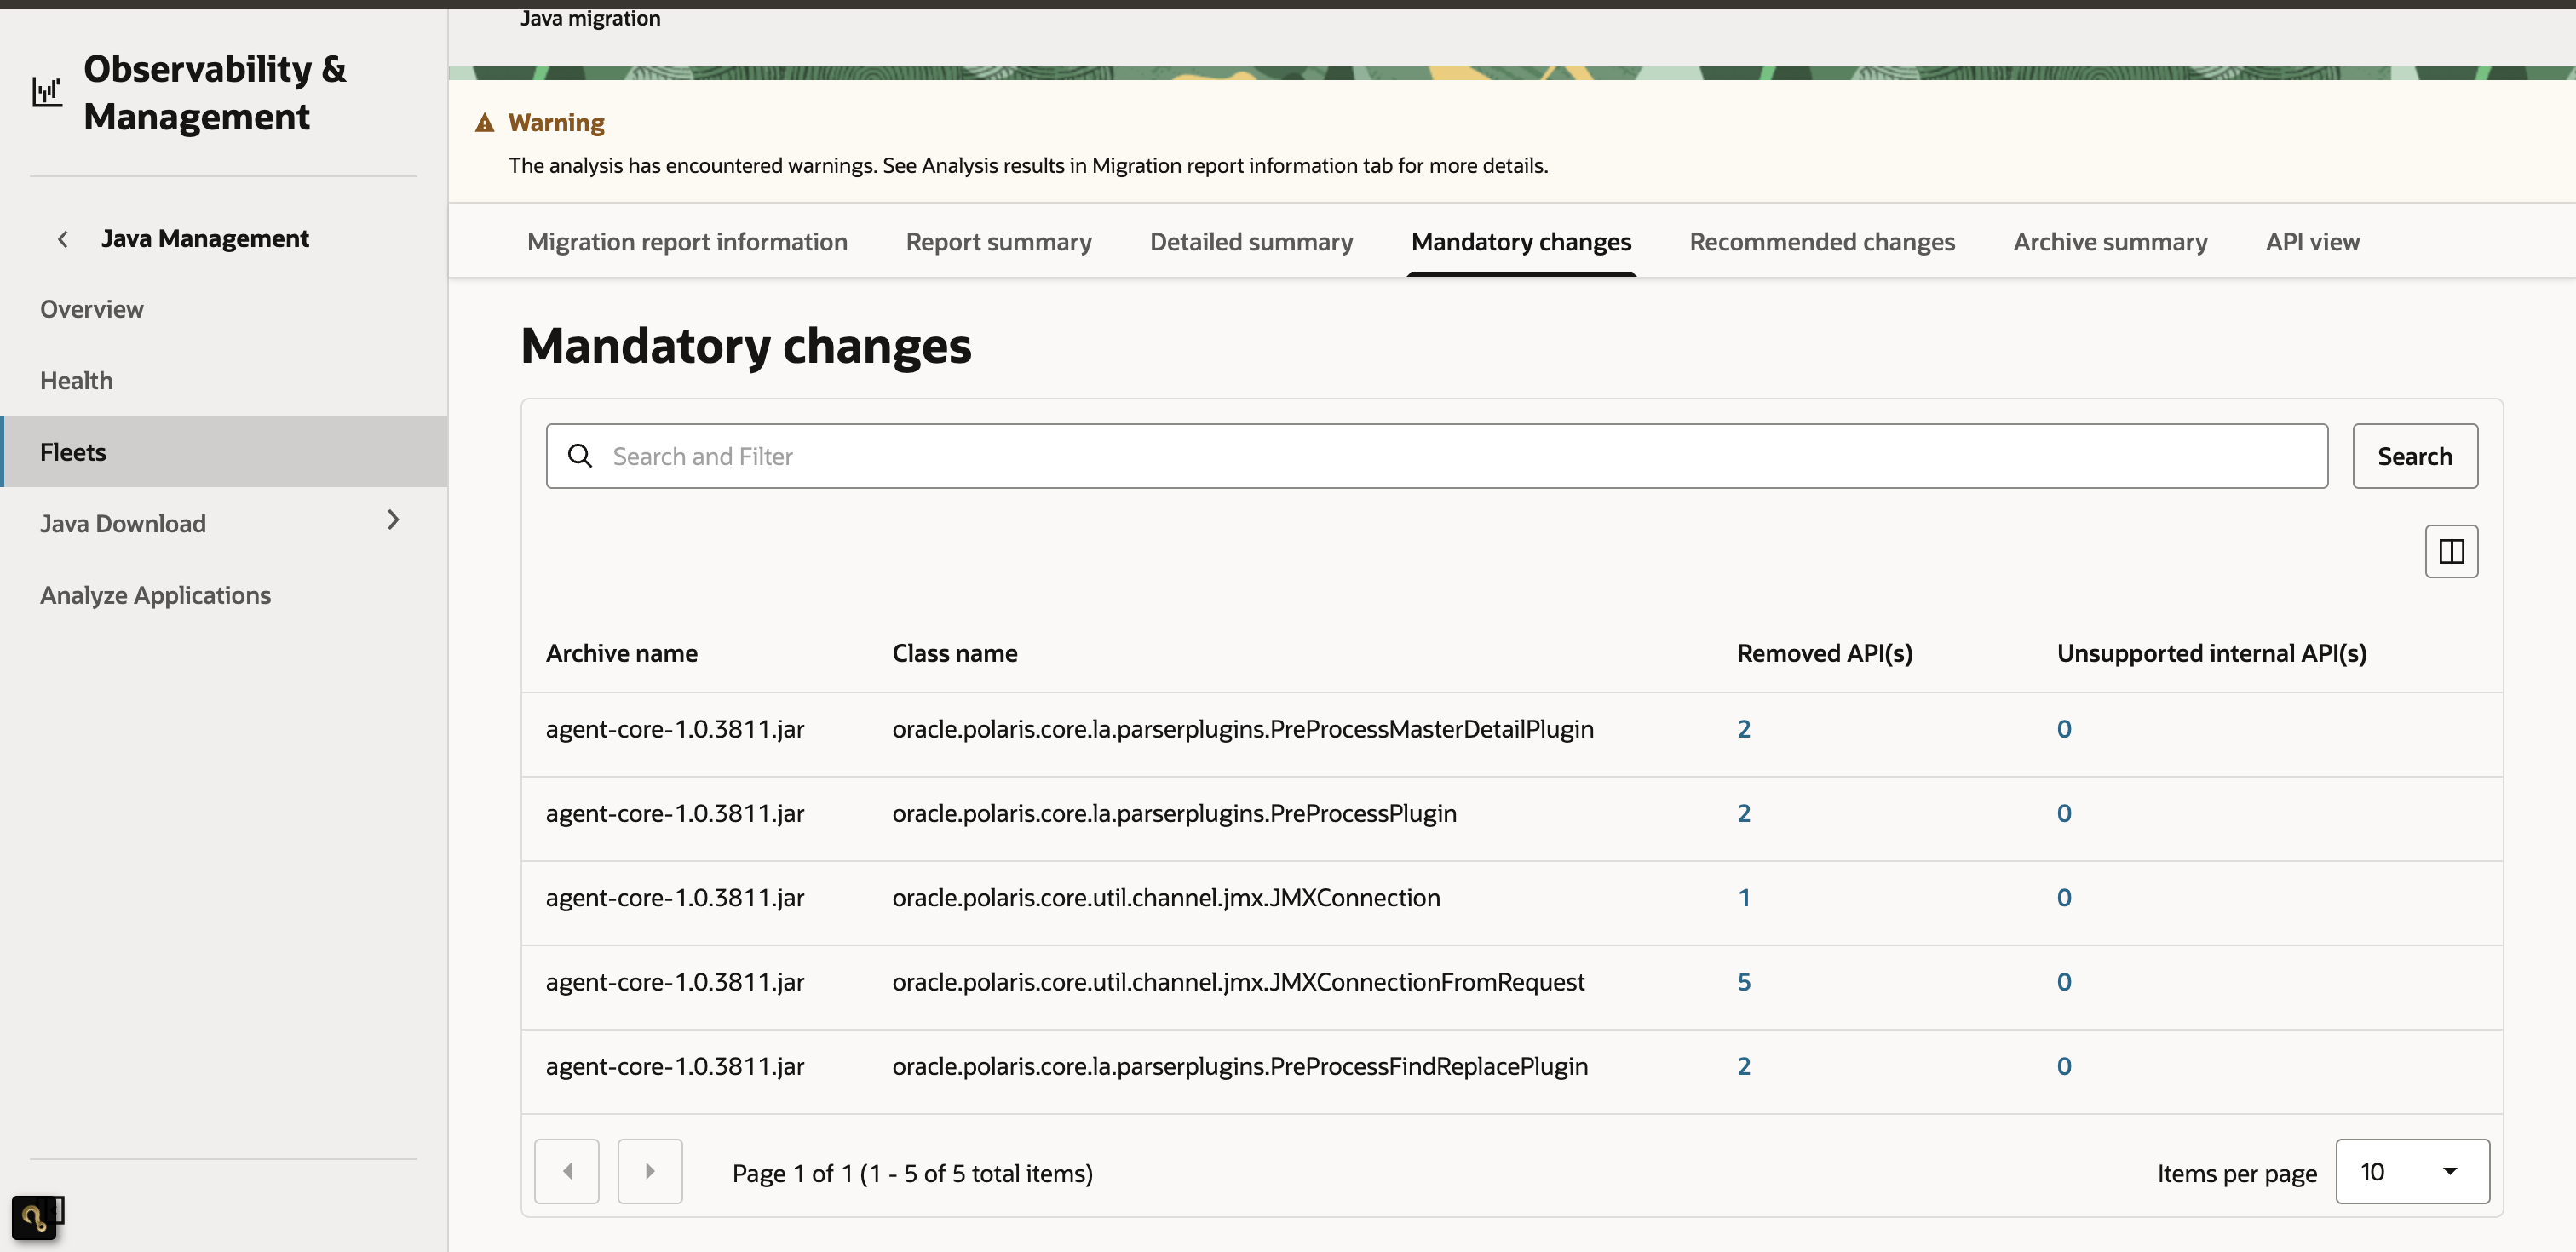 Java migration
Observability &
Management
Java Management
Overview
Health
Fleets
Java Download
Analyze Applications
Warning
The analysis has encountered warnings. See Analysis results in Migration report information tab for more details.
Migration report information Report summary Detailed summary Mandatory changes Recommended changes Archive summary API view
Mandatory changes
Search and Filter Search
Archive name Class name Removed API(s) Unsupported internal API(s)
agent-core-1.0.3811.jar oracle.polaris.core.la.parserplugins.PreProcessMasterDetailPlugin 2 0
agent-core-1.0.3811.jar oracle.polaris.core.la.parserplugins.PreProcessPlugin 2 0
agent-core-1.0.3811.jar oracle.polaris.core.util.channel.jmx.JMXConnection 1 0
agent-core-1.0.3811.jar oracle.polaris.core.util.channel.jmx.JMXConnectionFromRequest 5 0
agent-core-1.0.3811.jar oracle.polaris.core.la.parserplugins.PreProcessFindReplacePlugin 2 0
Page 1 of 1 (1 - 5 of 5 total items) Items per page 10